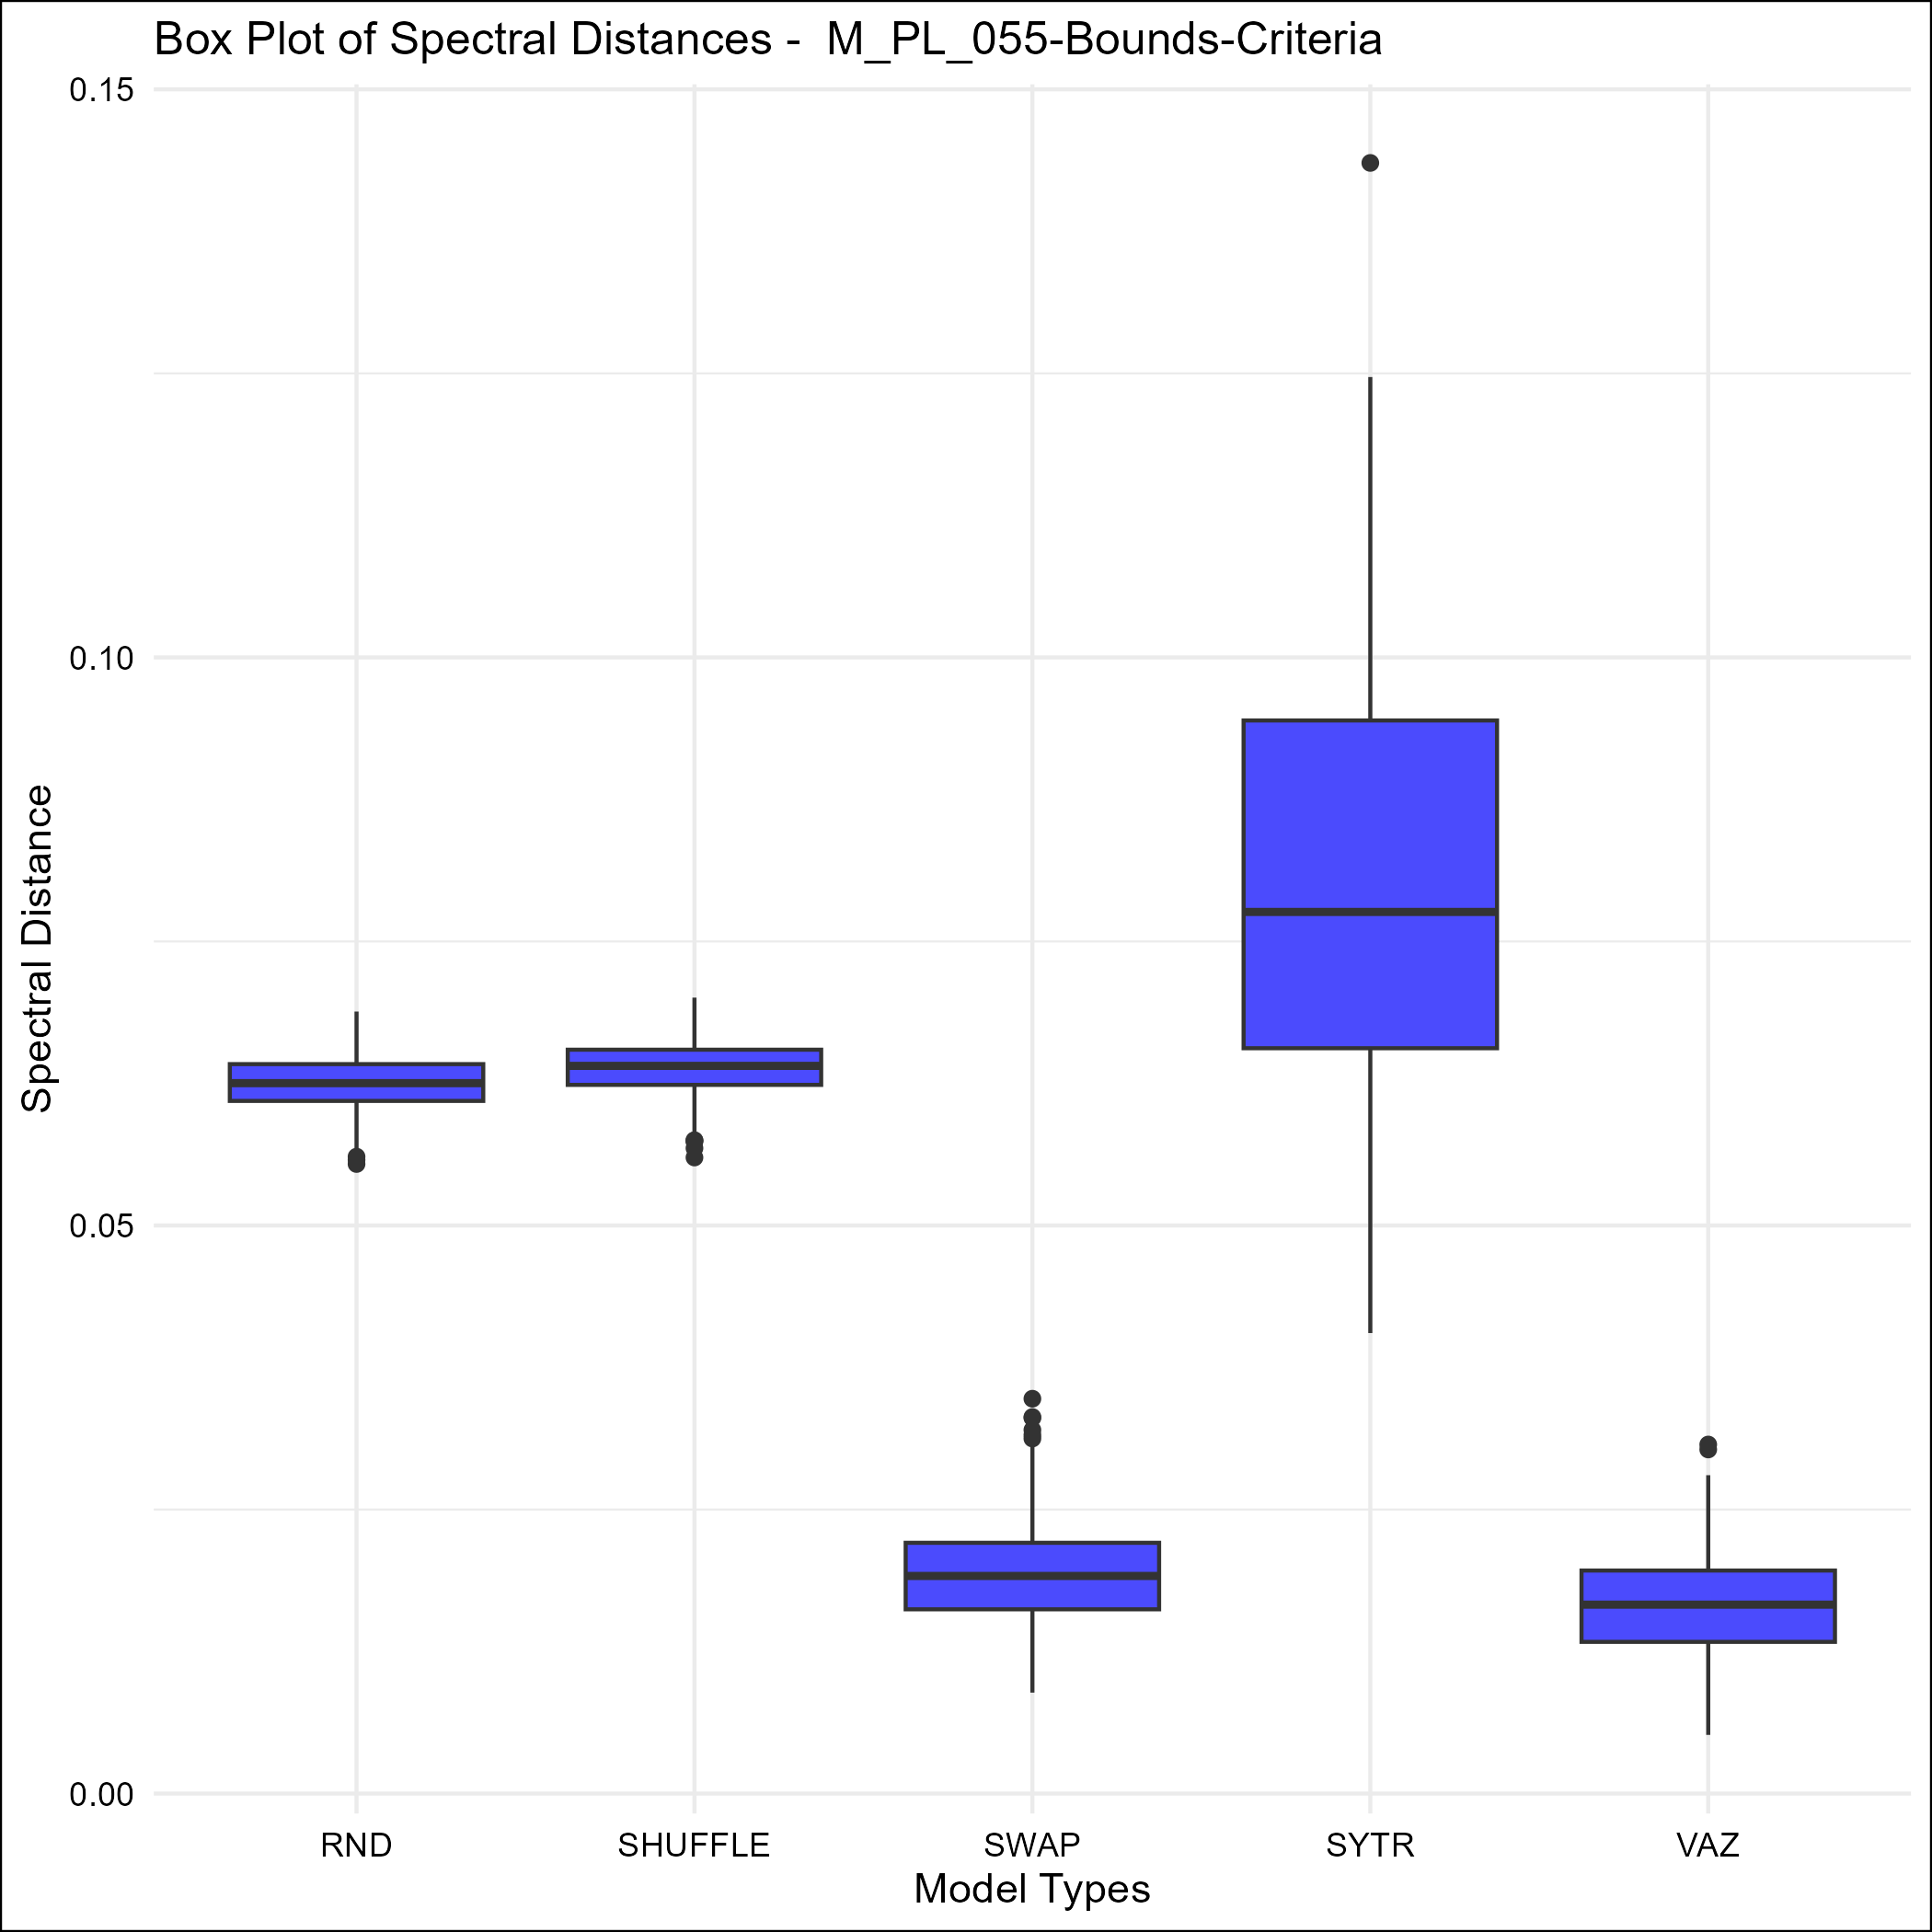 Box Plot of Spectral Distances -  M_PL_055-Bounds-Criteria
0.15
0.10
0.05
0.00
Spectral Distance
RND SHUFFLE SWAP SYTR VAZ
Model Types